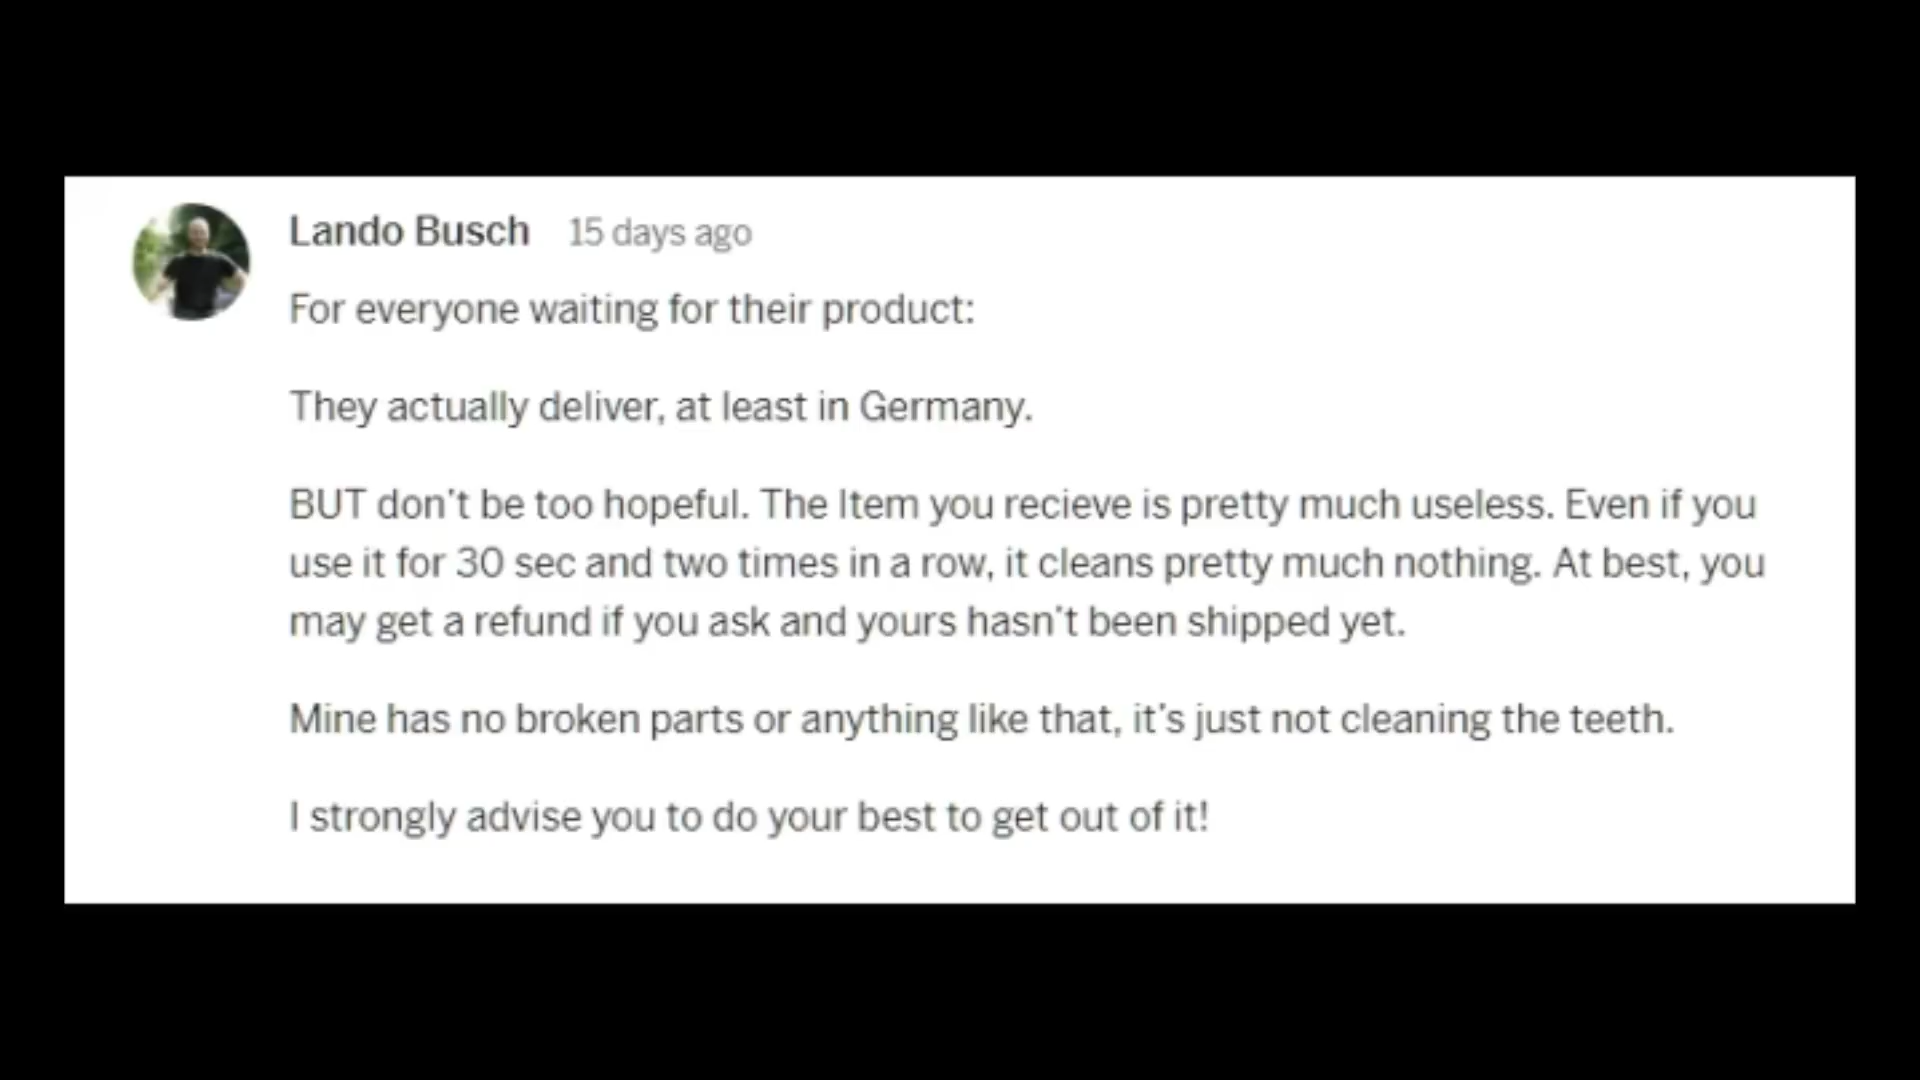 Lando Busch 15 days ago
For everyone waiting for their product:
They actually deliver, at least in Germany.
BUT don't be too hopeful. The Item you recieve is pretty much useless. Even if you
use it for 30 sec and two times in a row, it cleans pretty much nothing. At best, you
may get a refund if you ask and yours hasn't been shipped yet.
Mine has no broken parts or anything like that, it's just not cleaning the teeth.
I strongly advise you to do your best to get out of it!